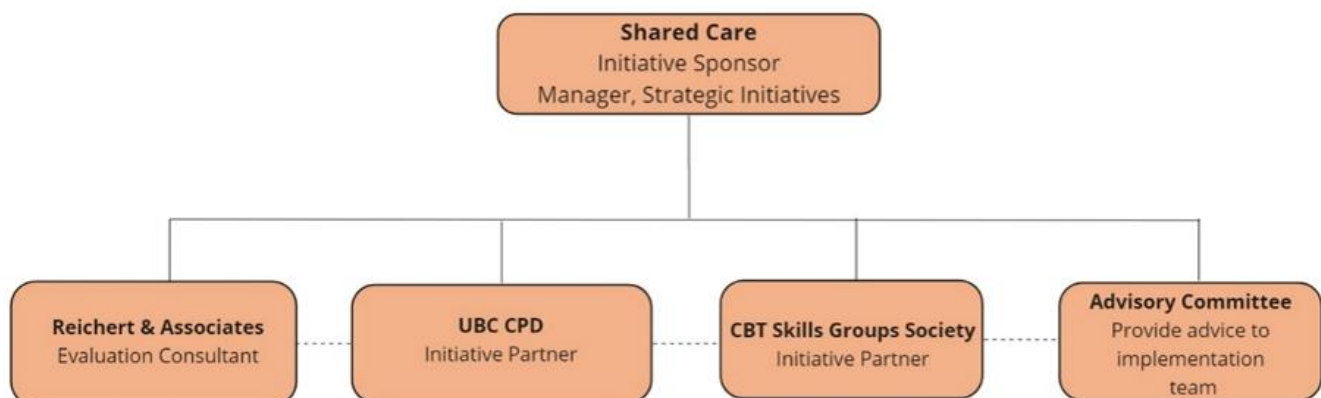 Shared Care
Initiative Sponsor
Manager, Strategic Initiatives
Reichert & Associates
Evaluation Consultant
UBC CPD
Initiative Partner
CBT Skills Groups Society
Initiative Partner
Advisory Committee
Provide advice to
implementation
team